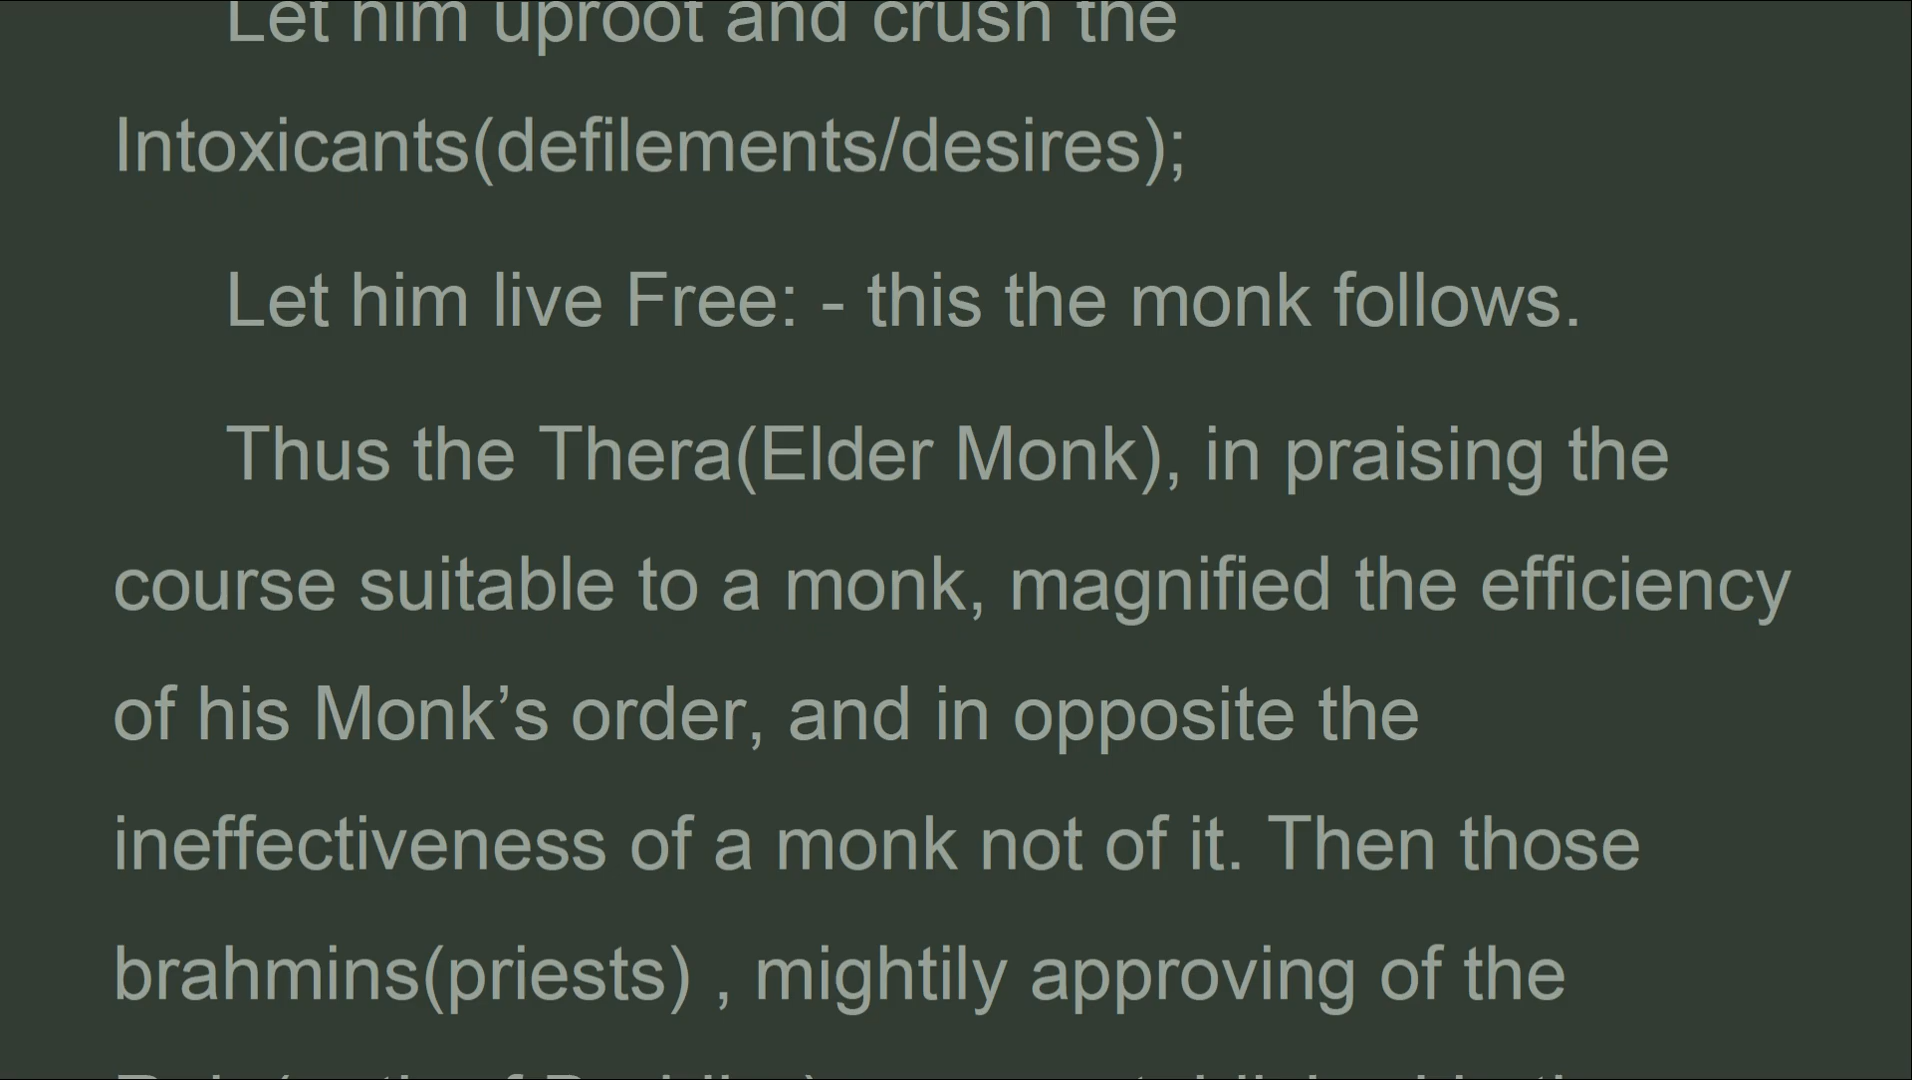 Let him uproot and crush the
Intoxicants(defilements/desires);
Let him live Free: - this the monk follows.
Thus the Thera(Elder Monk), in praising the
course suitable to a monk, magnified the efficiency
of his Monk’s order, and in opposite the
ineffectiveness of a monk not of it. Then those
brahmins(priests) , mightily approving of the